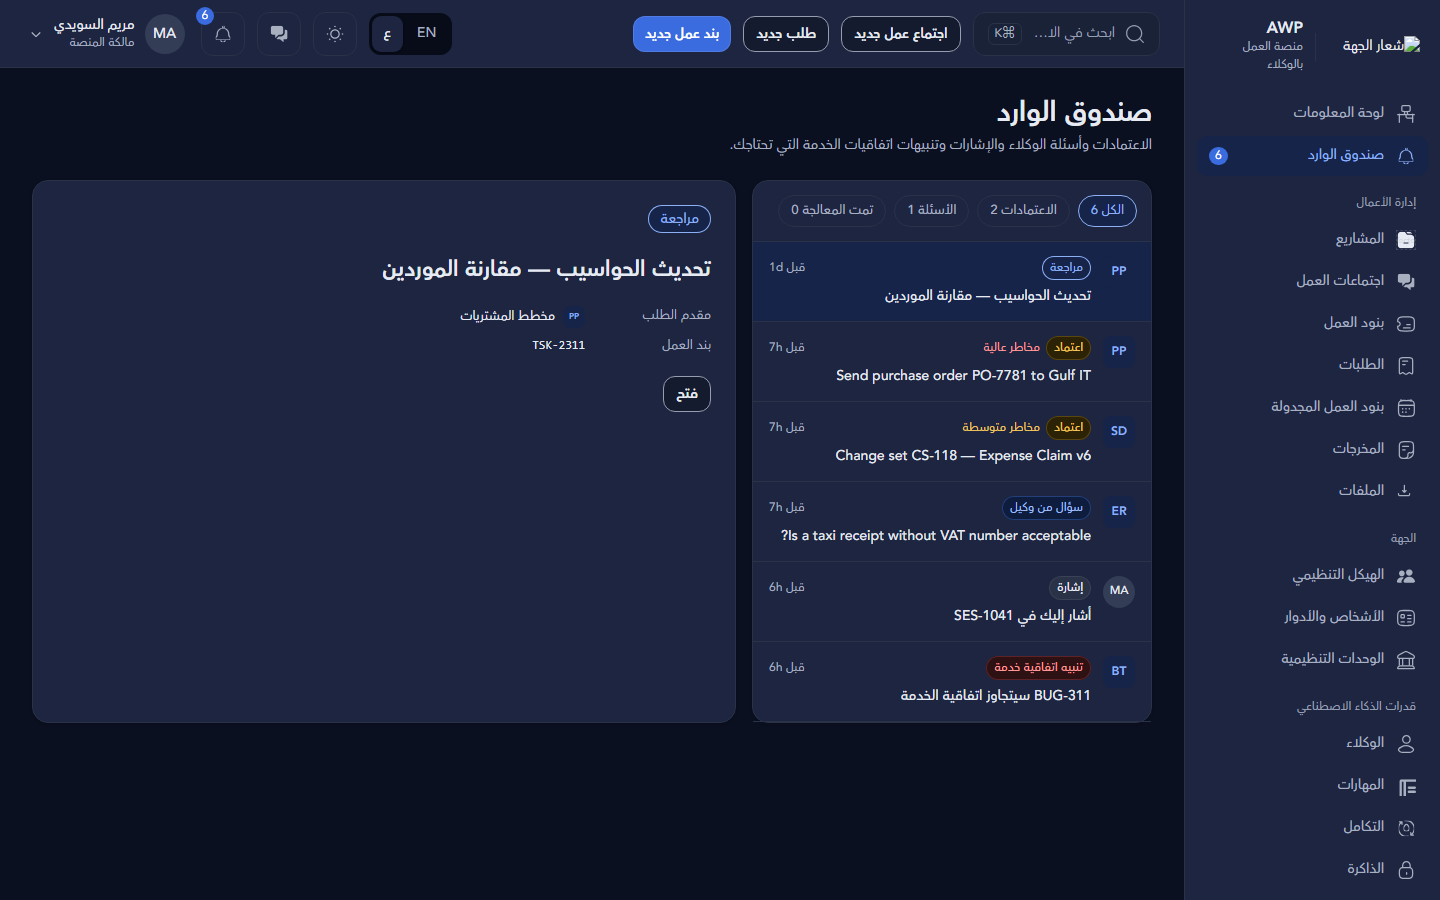 شعار الجهة
AWP
منصة العمل
بالوكلاء
لوحة المعلومات
صندوق الوارد
6
إدارة الأعمال
المشاريع
اجتماعات العمل
بنود العمل
الطلبات
بنود العمل المجدولة
المخرجات
الملفات
الجهة
الهيكل التنظيمي
الأشخاص والأدوار
الوحدات التنظيمية
قدرات الذكاء الاصطناعي
الوكلاء
المهارات
التكامل
الذاكرة
ابحث في الا...
⌘K
اجتماع عمل جديد
طلب جديد
بند عمل جديد
EN
ع
6
MA
مريم السويدي
مالكة المنصة
صندوق الوارد
الاعتمادات وأسئلة الوكلاء والإشارات وتنبيهات اتفاقيات الخدمة التي تحتاجك.
الكل 6
الاعتمادات 2
الأسئلة 1
تمت المعالجة 0
PP
مراجعة
قبل 1d
تحديث الحواسيب — مقارنة الموردين
PP
اعتماد
مخاطر عالية
قبل 7h
Send purchase order PO-7781 to Gulf IT
SD
اعتماد
مخاطر متوسطة
قبل 7h
Change set CS-118 — Expense Claim v6
ER
سؤال من وكيل
قبل 7h
Is a taxi receipt without VAT number acceptable?
MA
إشارة
قبل 6h
أشار إليك في SES-1041
BT
تنبيه اتفاقية خدمة
قبل 6h
BUG-311 سيتجاوز اتفاقية الخدمة
مراجعة
تحديث الحواسيب — مقارنة الموردين
مقدم الطلب
PP
مخطط المشتريات
بند العمل
TSK-2311
فتح